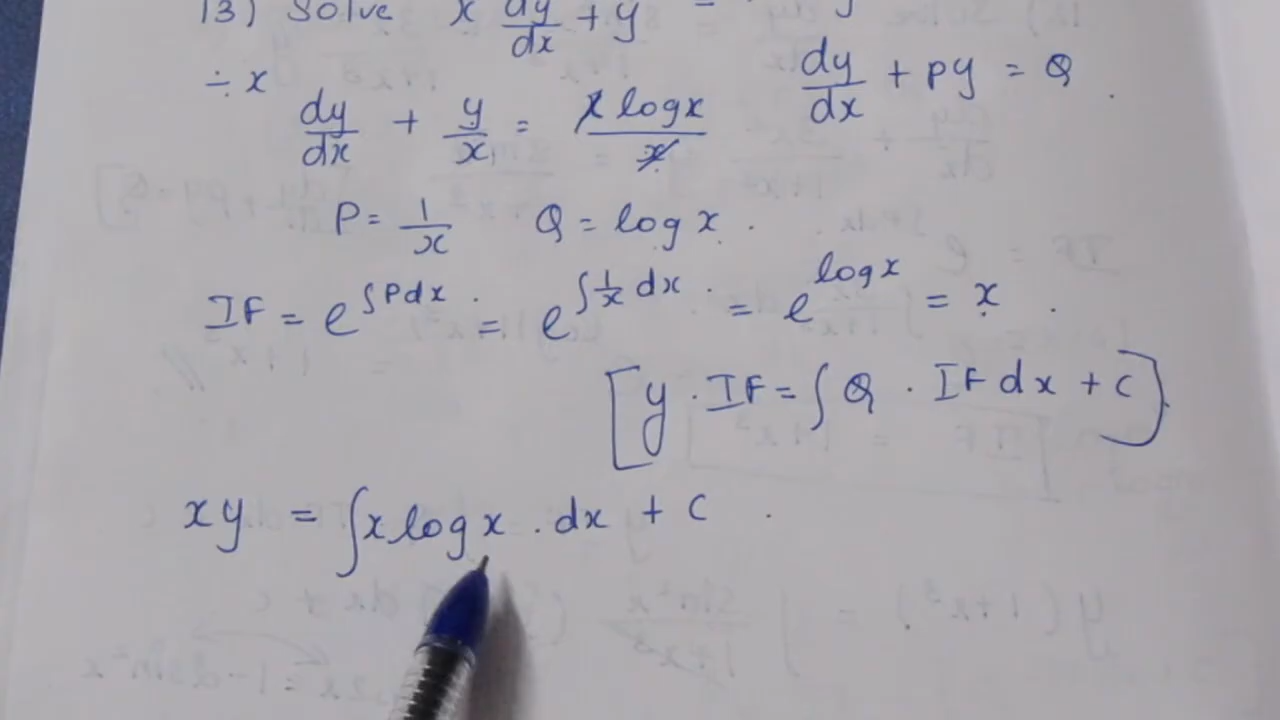 13) Solve x dy/dx + y =
÷x
dy/dx + y/x = x log x / x
dy/dx + py = Q
P = 1/x Q = log x .
IF = e^∫Pdx = e^∫1/x dx = e^log x = x
[y . IF = ∫ Q . IF dx + C]
xy = ∫ x log x . dx + C